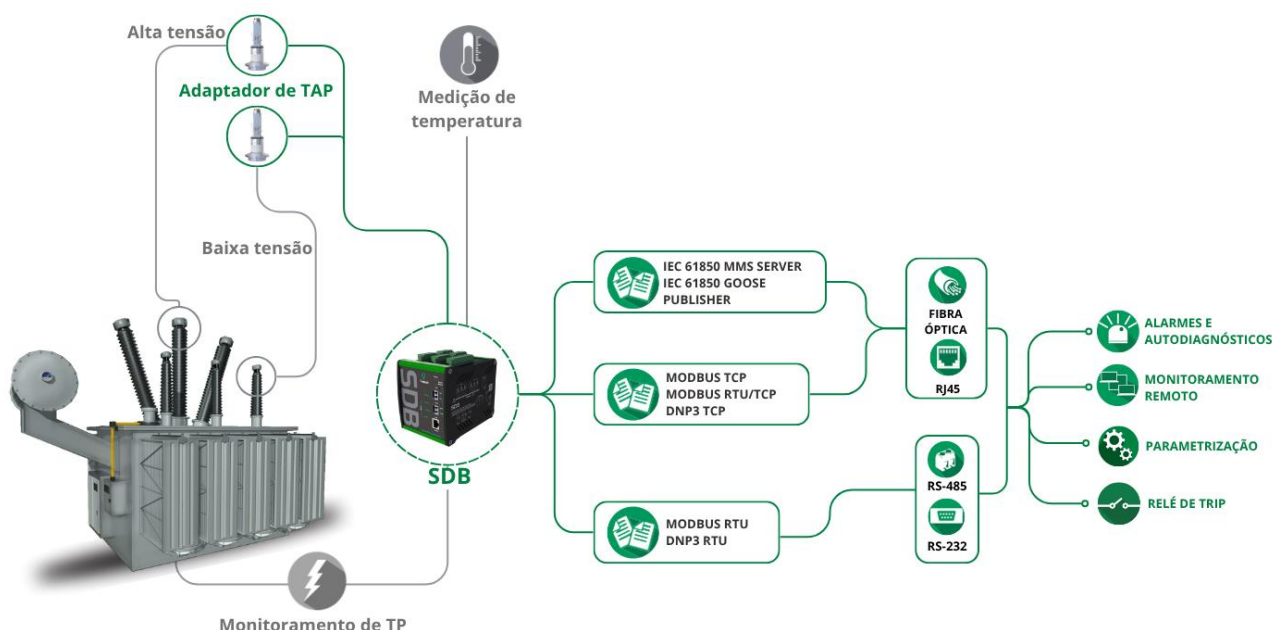 Alta tensão
Adaptador de TAP
Medição de
temperatura
Baixa tensão
SDB
SDB
Monitoramento de TP
IEC 61850 MMS SERVER
IEC 61850 GOOSE
PUBLISHER
MODBUS TCP
MODBUS RTU/TCP
DNP3 TCP
MODBUS RTU
DNP3 RTU
FIBRA
ÓPTICA
RJ45
RS-485
RS-232
ALARMES E
AUTODIAGNÓSTICOS
MONITORAMENTO
REMOTO
PARAMETRIZAÇÃO
RELÉ DE TRIP